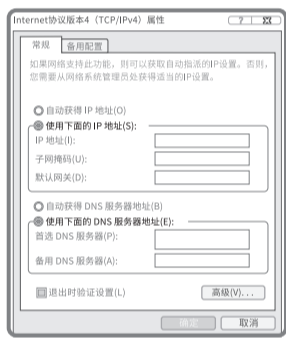 Internet协议版本4（TCP/IPv4）属性
常规
备用配置
如果网络支持此功能，则可以获取自动指派的IP设置。否则，
您需要从网络系统管理员处获得适当的IP设置。
自动获得 IP 地址(O)
使用下面的 IP 地址(S):
IP 地址(I):
子网掩码(U):
默认网关(D):
自动获得 DNS 服务器地址(B)
使用下面的 DNS 服务器地址(E):
首选 DNS 服务器(P):
备用 DNS 服务器(A):
退出时验证设置(L)
高级(V)...
确定
取消